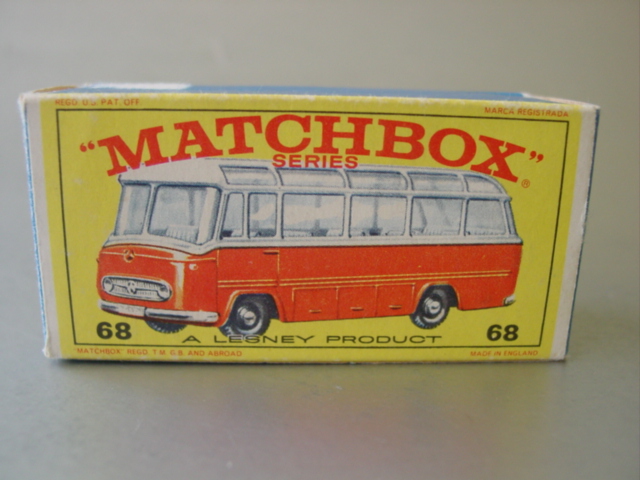 REGD. U.S. PAT. OFF.
MARCA REGISTRADA
"MATCHBOX"®
SERIES
68
A LESNEY PRODUCT
68
"MATCHBOX" REGD. T.M. G.B. AND ABROAD
MADE IN ENGLAND